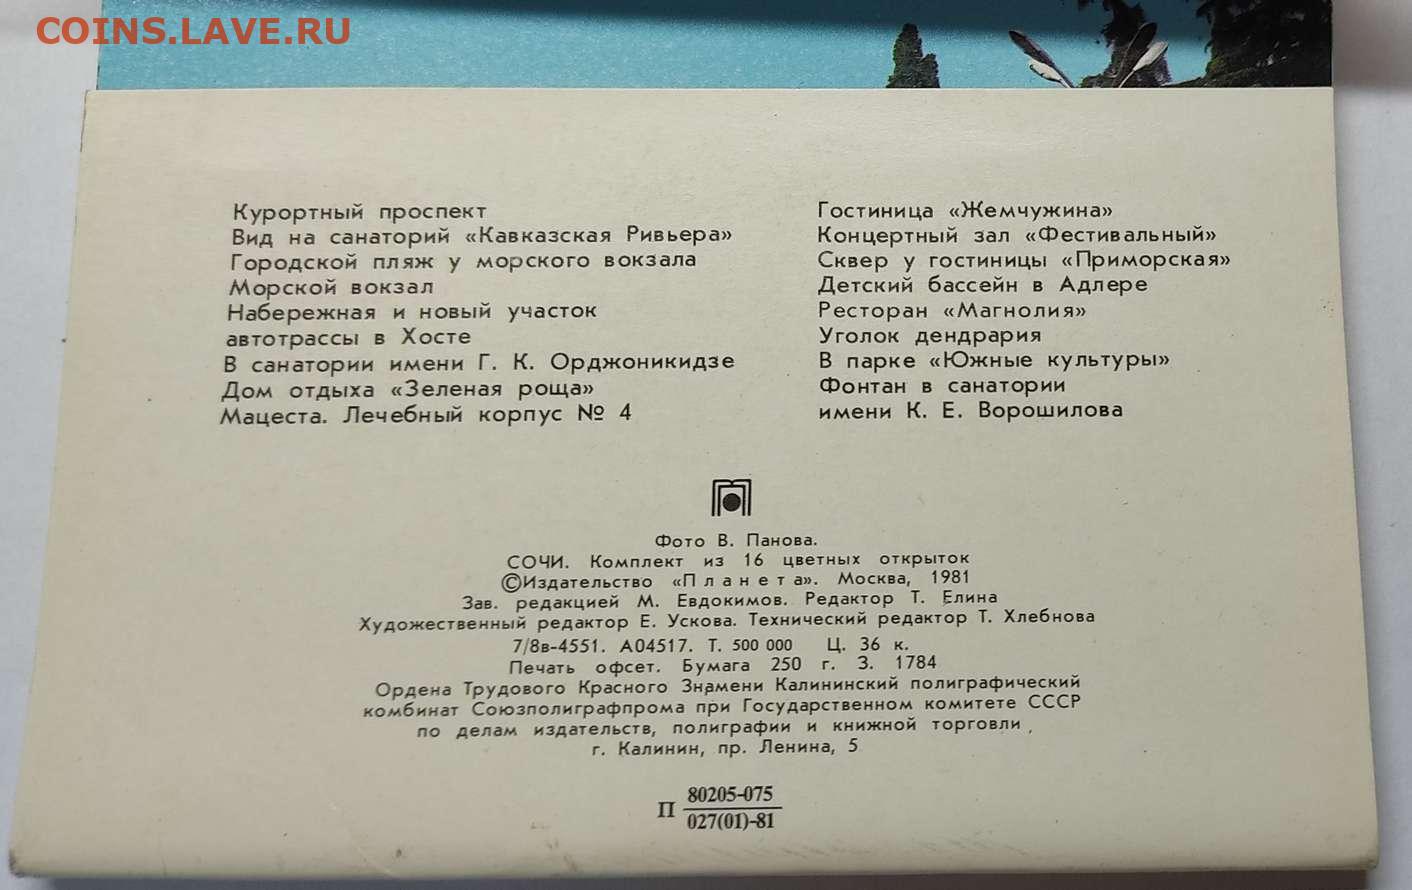 COINS.LAVE.RU
Курортный проспект
Вид на санаторий «Кавказская Ривьера»
Городской пляж у морского вокзала
Морской вокзал
Набережная и новый участок
автотрассы в Хосте
В санатории имени Г. К. Орджоникидзе
Дом отдыха «Зеленая роща»
Мацеста. Лечебный корпус № 4
Гостиница «Жемчужина»
Концертный зал «Фестивальный»
Сквер у гостиницы «Приморская»
Детский бассейн в Адлере
Ресторан «Магнолия»
Уголок дендрария
В парке «Южные культуры»
Фонтан в санатории
имени К. Е. Ворошилова
Фото В. Панова.
СОЧИ. Комплект из 16 цветных открыток
©Издательство «Планета». Москва, 1981
Зав. редакцией М. Евдокимов. Редактор Т. Елина
Художественный редактор Е. Ускова. Технический редактор Т. Хлебнова
7/8в-4551. А04517. Т. 500 000 Ц. 36 к.
Печать офсет. Бумага 250 г. З. 1784
Ордена Трудового Красного Знамени Калининский полиграфический
комбинат Союзполиграфпрома при Государственном комитете СССР
по делам издательств, полиграфии и книжной торговли
г. Калинин, пр. Ленина, 5
П 80205-075
027(01)-81